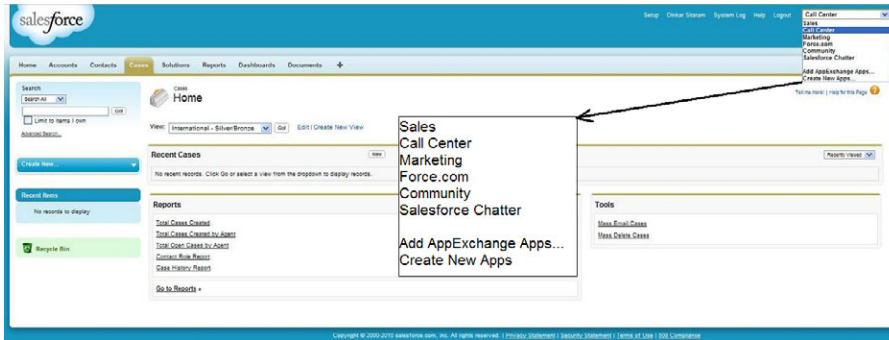 salesforce
Setup Dinkar Sitaram System Log Help Logout
Call Center
Sales
Call Center
Marketing
Force.com
Community
Salesforce Chatter
Add AppExchange Apps...
Create New Apps...
Home Accounts Contacts Cases Solutions Reports Dashboards Documents +
Tell me more! | Help for this Page ?
Search
Search All
Go!
Limit to items I own
Advanced Search...
Create New...
Recent Items
No records to display
Recycle Bin
Cases
Home
View: International - Silver/Bronze Go! Edit | Create New View
Recent Cases New Recently Viewed
No recent records. Click Go or select a view from the dropdown to display records.
Reports
Total Cases Created
Total Cases Created by Agent
Total Open Cases by Agent
Contact Role Report
Case History Report
Go to Reports »
Sales
Call Center
Marketing
Force.com
Community
Salesforce Chatter
Add AppExchange Apps...
Create New Apps
Tools
Mass Email Cases
Mass Delete Cases
Copyright © 2000-2010 salesforce.com, inc. All rights reserved. | Privacy Statement | Security Statement | Terms of Use | 508 Compliance